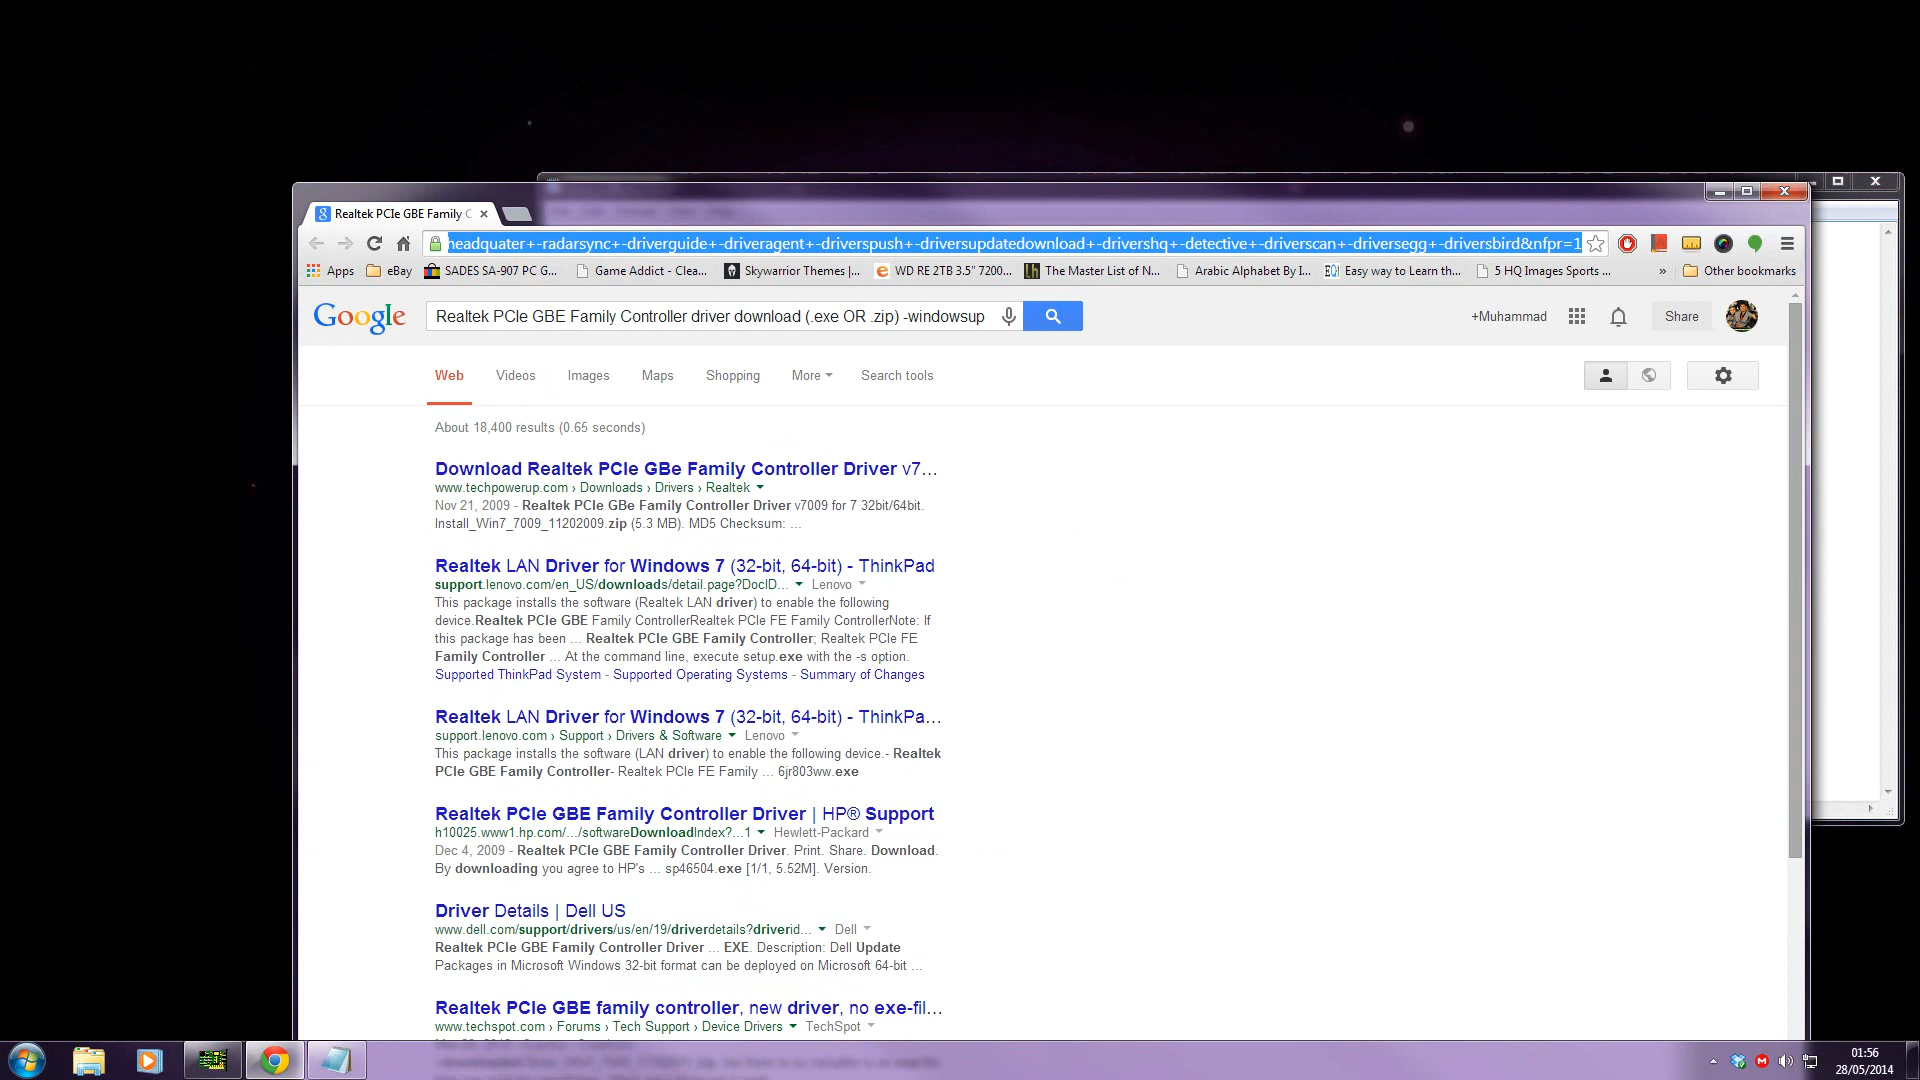 Realtek PCIe GBE Family C
headquater+-radarsync+-driverguide+-driveragent+-driverspush+-driversupdatedownload+-drivershq+-detective+-driverscan+-driversegg+-driversbird&nfpr=1
Apps eBay SADES SA-907 PC G... Game Addict - Clea... Skywarrior Themes |... WD RE 2TB 3.5" 7200... The Master List of N... Arabic Alphabet By I... EQ! Easy way to Learn th... 5 HQ Images Sports ... » Other bookmarks
Google Realtek PCIe GBE Family Controller driver download (.exe OR .zip) -windowsup +Muhammad Share
Web Videos Images Maps Shopping More Search tools
About 18,400 results (0.65 seconds)
Download Realtek PCIe GBe Family Controller Driver v7...
www.techpowerup.com › Downloads › Drivers › Realtek
Nov 21, 2009 - Realtek PCIe GBe Family Controller Driver v7009 for 7 32bit/64bit.
Install_Win7_7009_11202009.zip (5.3 MB). MD5 Checksum: ...
Realtek LAN Driver for Windows 7 (32-bit, 64-bit) - ThinkPad
support.lenovo.com/en_US/downloads/detail.page?DocID... Lenovo
This package installs the software (Realtek LAN driver) to enable the following
device.Realtek PCIe GBE Family ControllerRealtek PCIe FE Family ControllerNote: If
this package has been ... Realtek PCIe GBE Family Controller; Realtek PCIe FE
Family Controller ... At the command line, execute setup.exe with the -s option.
Supported ThinkPad System - Supported Operating Systems - Summary of Changes
Realtek LAN Driver for Windows 7 (32-bit, 64-bit) - ThinkPa...
support.lenovo.com › Support › Drivers & Software Lenovo
This package installs the software (LAN driver) to enable the following device.- Realtek
PCIe GBE Family Controller- Realtek PCIe FE Family ... 6jr803ww.exe
Realtek PCIe GBE Family Controller Driver | HP® Support
h10025.www1.hp.com/.../softwareDownloadIndex?...1 Hewlett-Packard
Dec 4, 2009 - Realtek PCIe GBE Family Controller Driver. Print. Share. Download.
By downloading you agree to HP's ... sp46504.exe [1/1, 5.52M]. Version.
Driver Details | Dell US
www.dell.com/support/drivers/us/en/19/driverdetails?driverid... Dell
Realtek PCIe GBE Family Controller Driver ... EXE. Description: Dell Update
Packages in Microsoft Windows 32-bit format can be deployed on Microsoft 64-bit ...
Realtek PCIe GBE family controller, new driver, no exe-fil...
www.techspot.com › Forums › Tech Support › Device Drivers TechSpot
01:56
28/05/2014